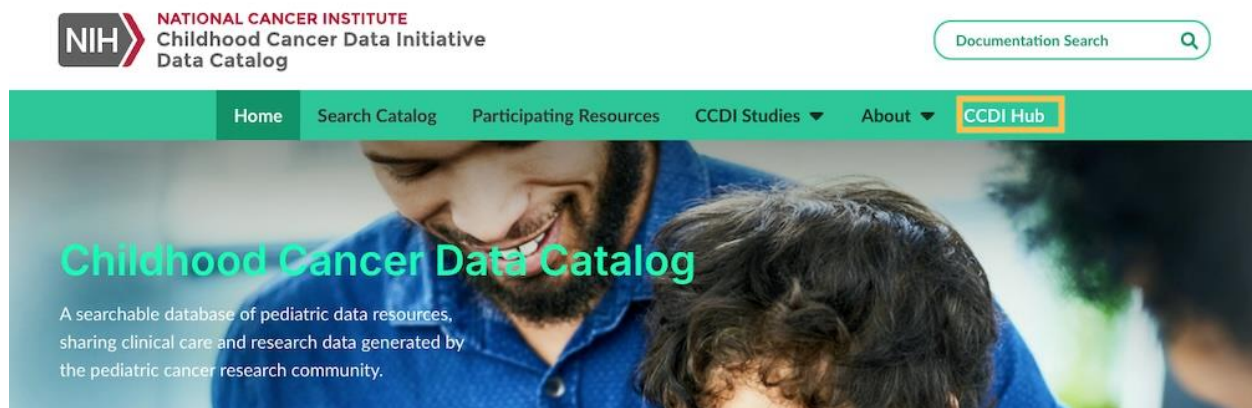 NIH
NATIONAL CANCER INSTITUTE
Childhood Cancer Data Initiative
Data Catalog
Documentation Search
Home Search Catalog Participating Resources CCDI Studies About CCDI Hub
Childhood Cancer Data Catalog
A searchable database of pediatric data resources,
sharing clinical care and research data generated by
the pediatric cancer research community.